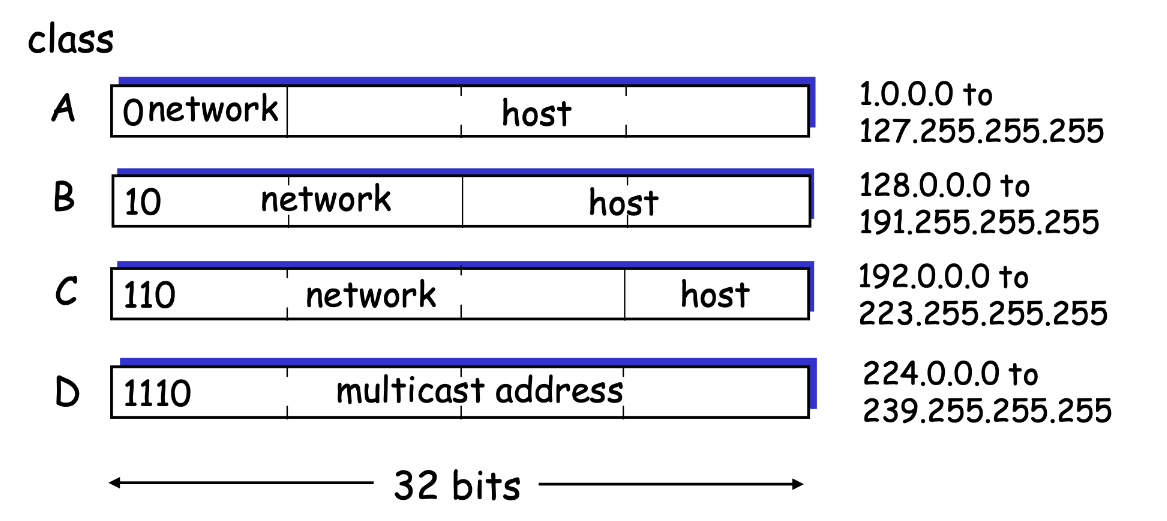 class
A
0 network
host
1.0.0.0 to
127.255.255.255
B
10
network
host
128.0.0.0 to
191.255.255.255
C
110
network
host
192.0.0.0 to
223.255.255.255
D
1110
multicast address
224.0.0.0 to
239.255.255.255
32 bits